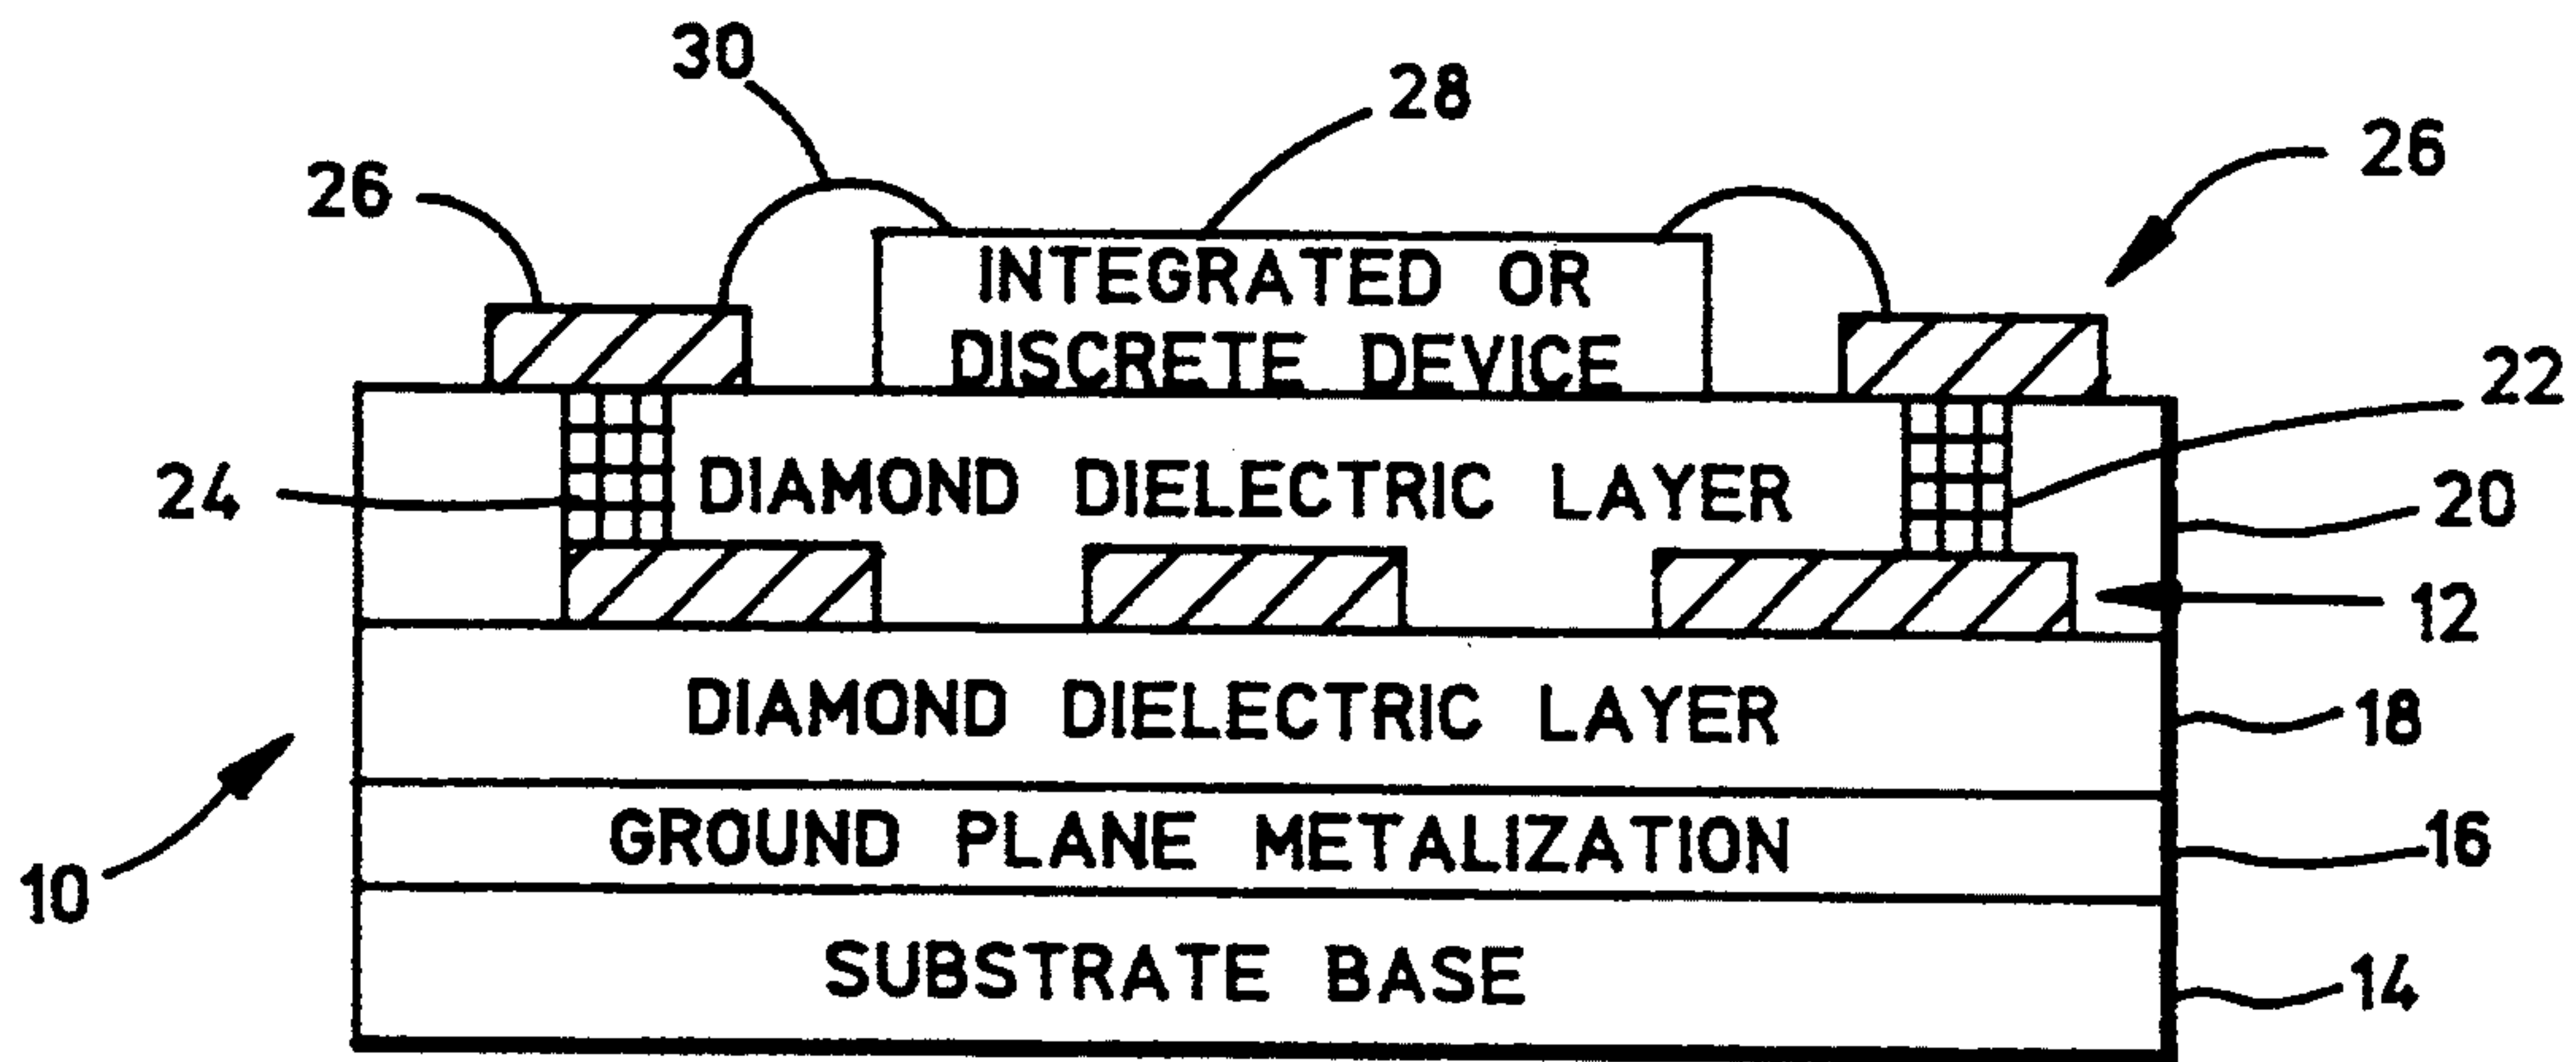 30
28
26
26
INTEGRATED OR
DISCRETE DEVICE
22
24
DIAMOND DIELECTRIC LAYER
20
12
DIAMOND DIELECTRIC LAYER
18
GROUND PLANE METALIZATION
16
10
SUBSTRATE BASE
14